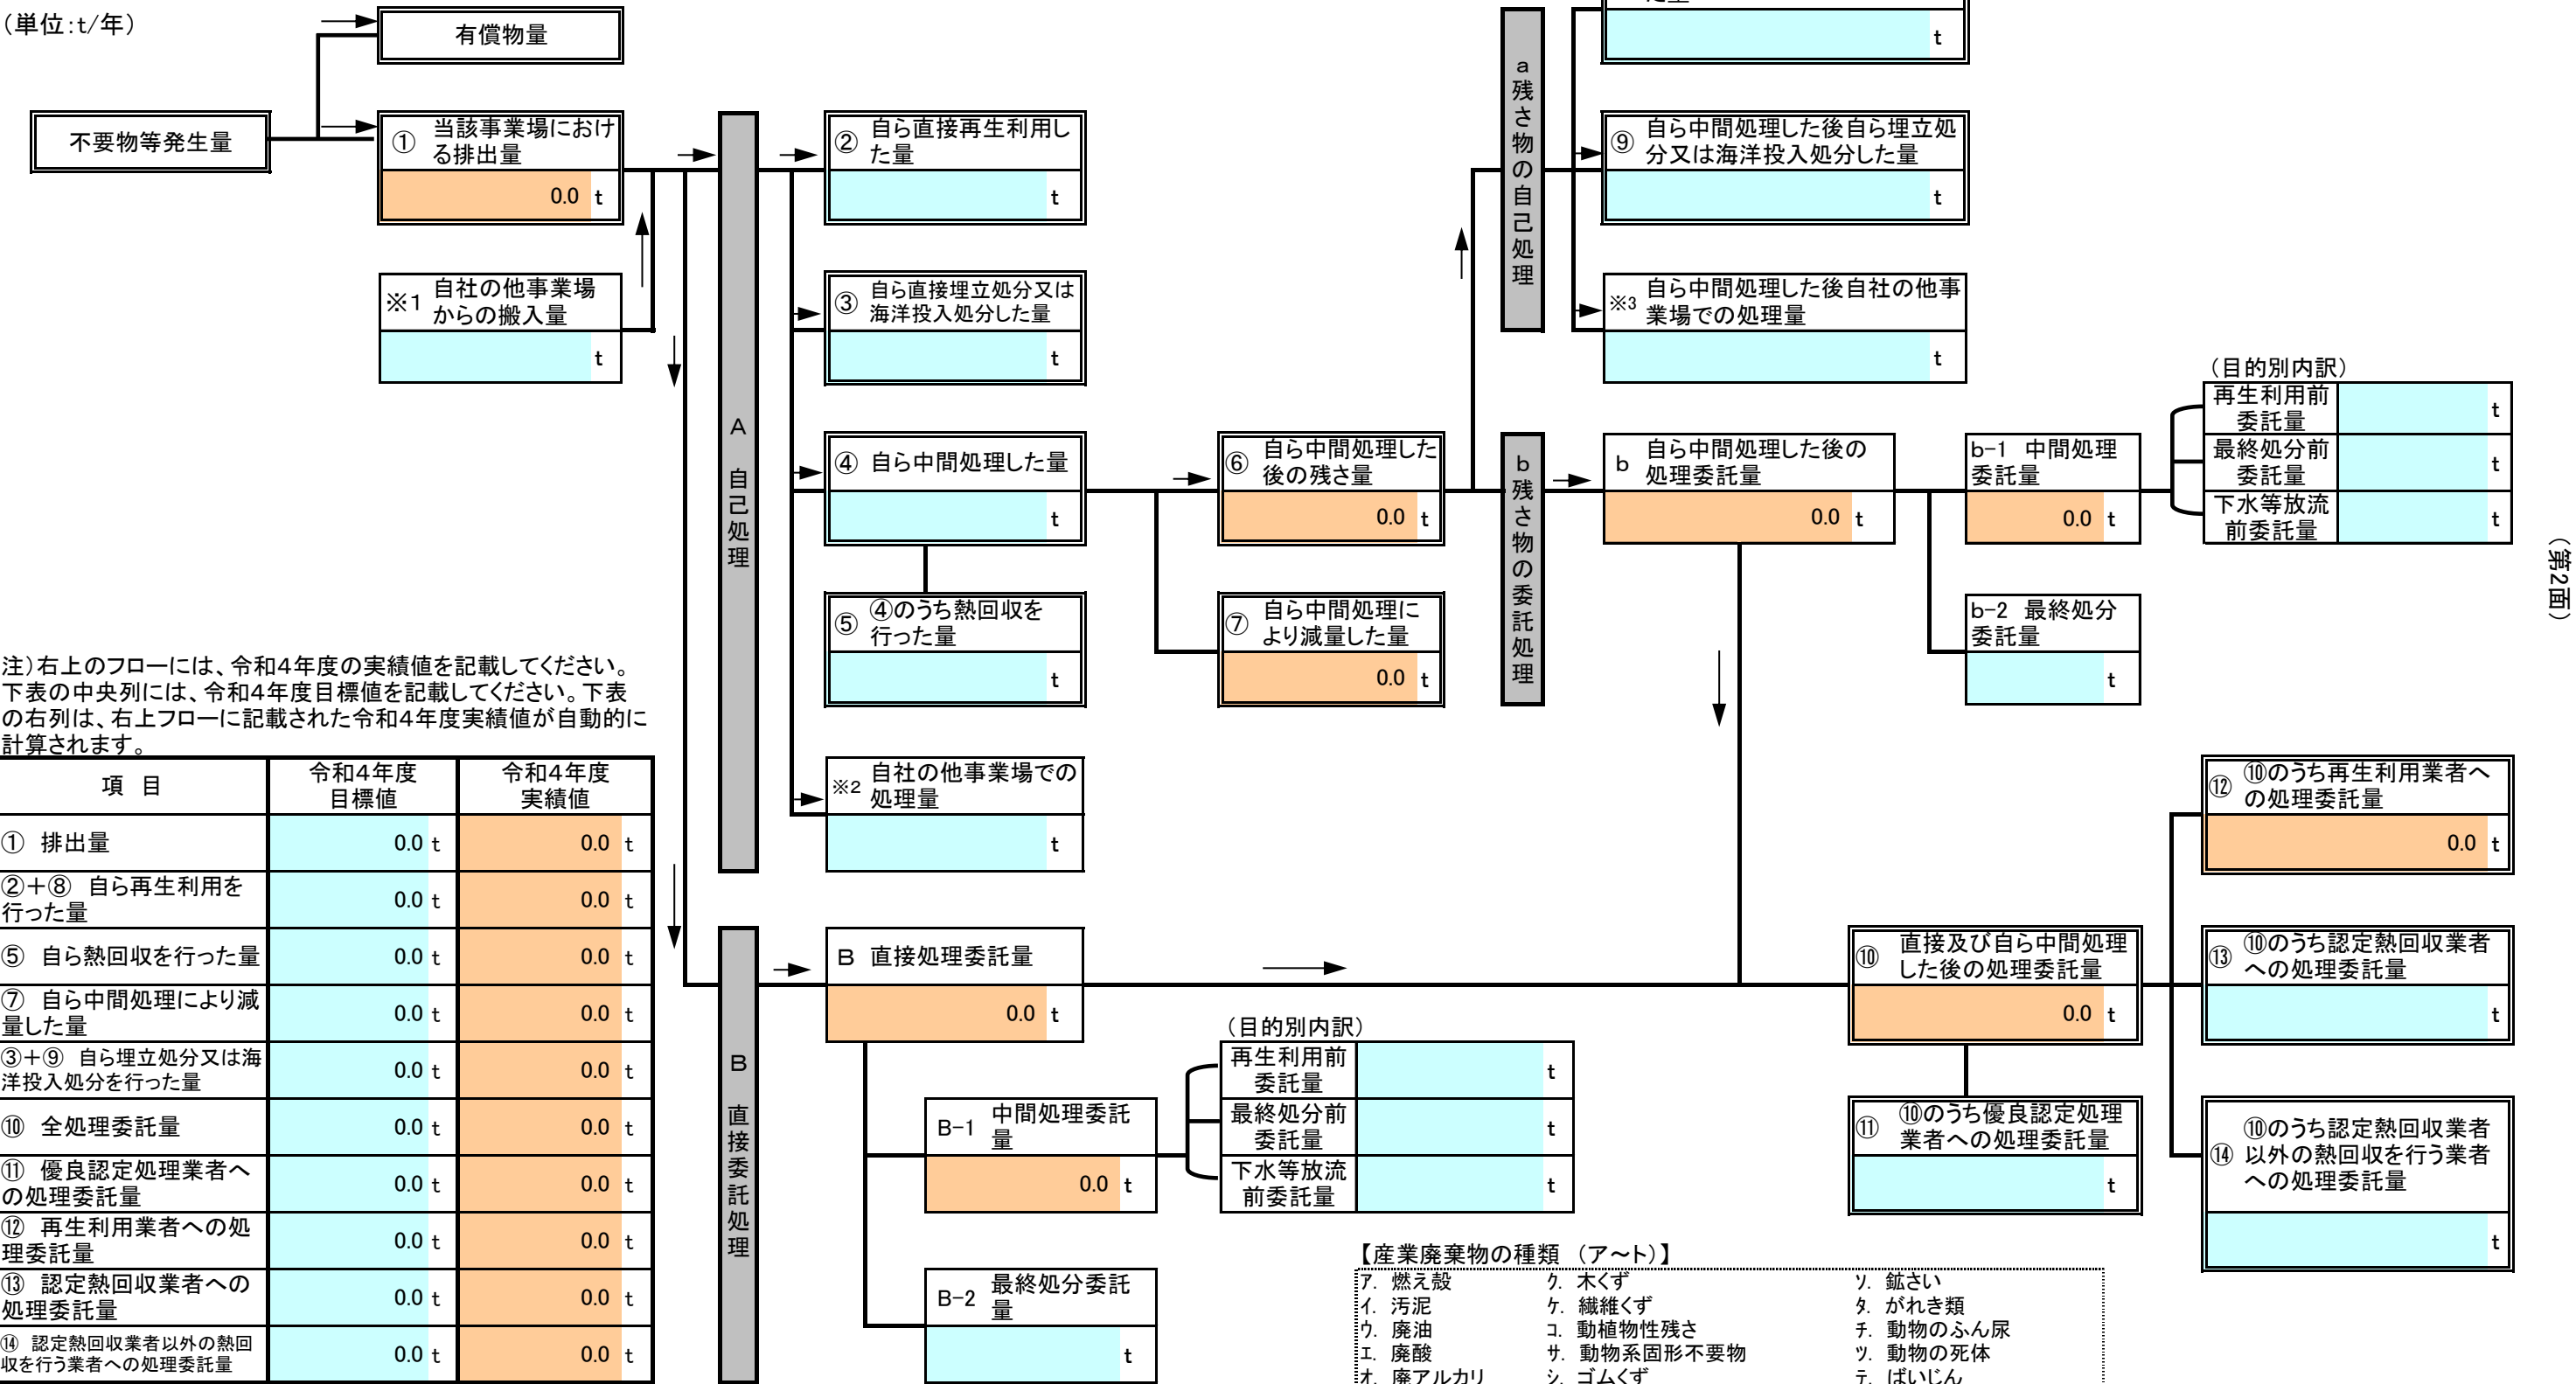 (単位:t/年)
有償物量
不要物等発生量
① 当該事業場におけ
る排出量
0.0 t
※1 自社の他事業場
からの搬入量
t
A 自己処理
② 自ら直接再生利用し
た量
t
③ 自ら直接埋立処分又は
海洋投入処分した量
t
④ 自ら中間処理した量
t
⑤ ④のうち熱回収を
行った量
t
※2 自社の他事業場での
処理量
t
⑥ 自ら中間処理した
後の残さ量
0.0 t
⑦ 自ら中間処理に
より減量した量
0.0 t
a残さ物の自己処理
t
⑨ 自ら中間処理した後自ら埋立処
分又は海洋投入処分した量
t
※3 自ら中間処理した後自社の他事
業場での処理量
t
b残さ物の委託処理
b 自ら中間処理した後の
処理委託量
0.0 t
b-1 中間処理
委託量
0.0 t
b-2 最終処分
委託量
t
(目的別内訳)
再生利用前
委託量
t
最終処分前
委託量
t
下水等放流
前委託量
t
(第2面)
注)右上のフローには、令和4年度の実績値を記載してください。
下表の中央列には、令和4年度目標値を記載してください。下表
の右列は、右上フローに記載された令和4年度実績値が自動的に
計算されます。
項 目
令和4年度
目標値
令和4年度
実績値
① 排出量
0.0 t 0.0 t
②+⑧ 自ら再生利用を
行った量
0.0 t 0.0 t
⑤ 自ら熱回収を行った量
0.0 t 0.0 t
⑦ 自ら中間処理により減
量した量
0.0 t 0.0 t
③+⑨ 自ら埋立処分又は海
洋投入処分を行った量
0.0 t 0.0 t
⑩ 全処理委託量
0.0 t 0.0 t
⑪ 優良認定処理業者へ
の処理委託量
0.0 t 0.0 t
⑫ 再生利用業者への処
理委託量
0.0 t 0.0 t
⑬ 認定熱回収業者への
処理委託量
0.0 t 0.0 t
⑭ 認定熱回収業者以外の熱回
収を行う業者への処理委託量
0.0 t 0.0 t
B 直接委託処理
B 直接処理委託量
0.0 t
B-1 中間処理委託
量
0.0 t
B-2 最終処分委託
量
t
(目的別内訳)
再生利用前
委託量
t
最終処分前
委託量
t
下水等放流
前委託量
t
⑩ 直接及び自ら中間処理
した後の処理委託量
0.0 t
⑪ ⑩のうち優良認定処理
業者への処理委託量
t
⑫ ⑩のうち再生利用業者へ
の処理委託量
0.0 t
⑬ ⑩のうち認定熱回収業者
への処理委託量
t
⑭ ⑩のうち認定熱回収業者
以外の熱回収を行う業者
への処理委託量
t
【産業廃棄物の種類 (ア~ト)】
ア. 燃え殻 ク. 木くず ソ. 鉱さい
イ. 汚泥 ケ. 繊維くず タ. がれき類
ウ. 廃油 コ. 動植物性残さ チ. 動物のふん尿
エ. 廃酸 サ. 動物系固形不要物 ツ. 動物の死体
オ. 廃アルカリ シ. ゴムくず テ. ばいじん